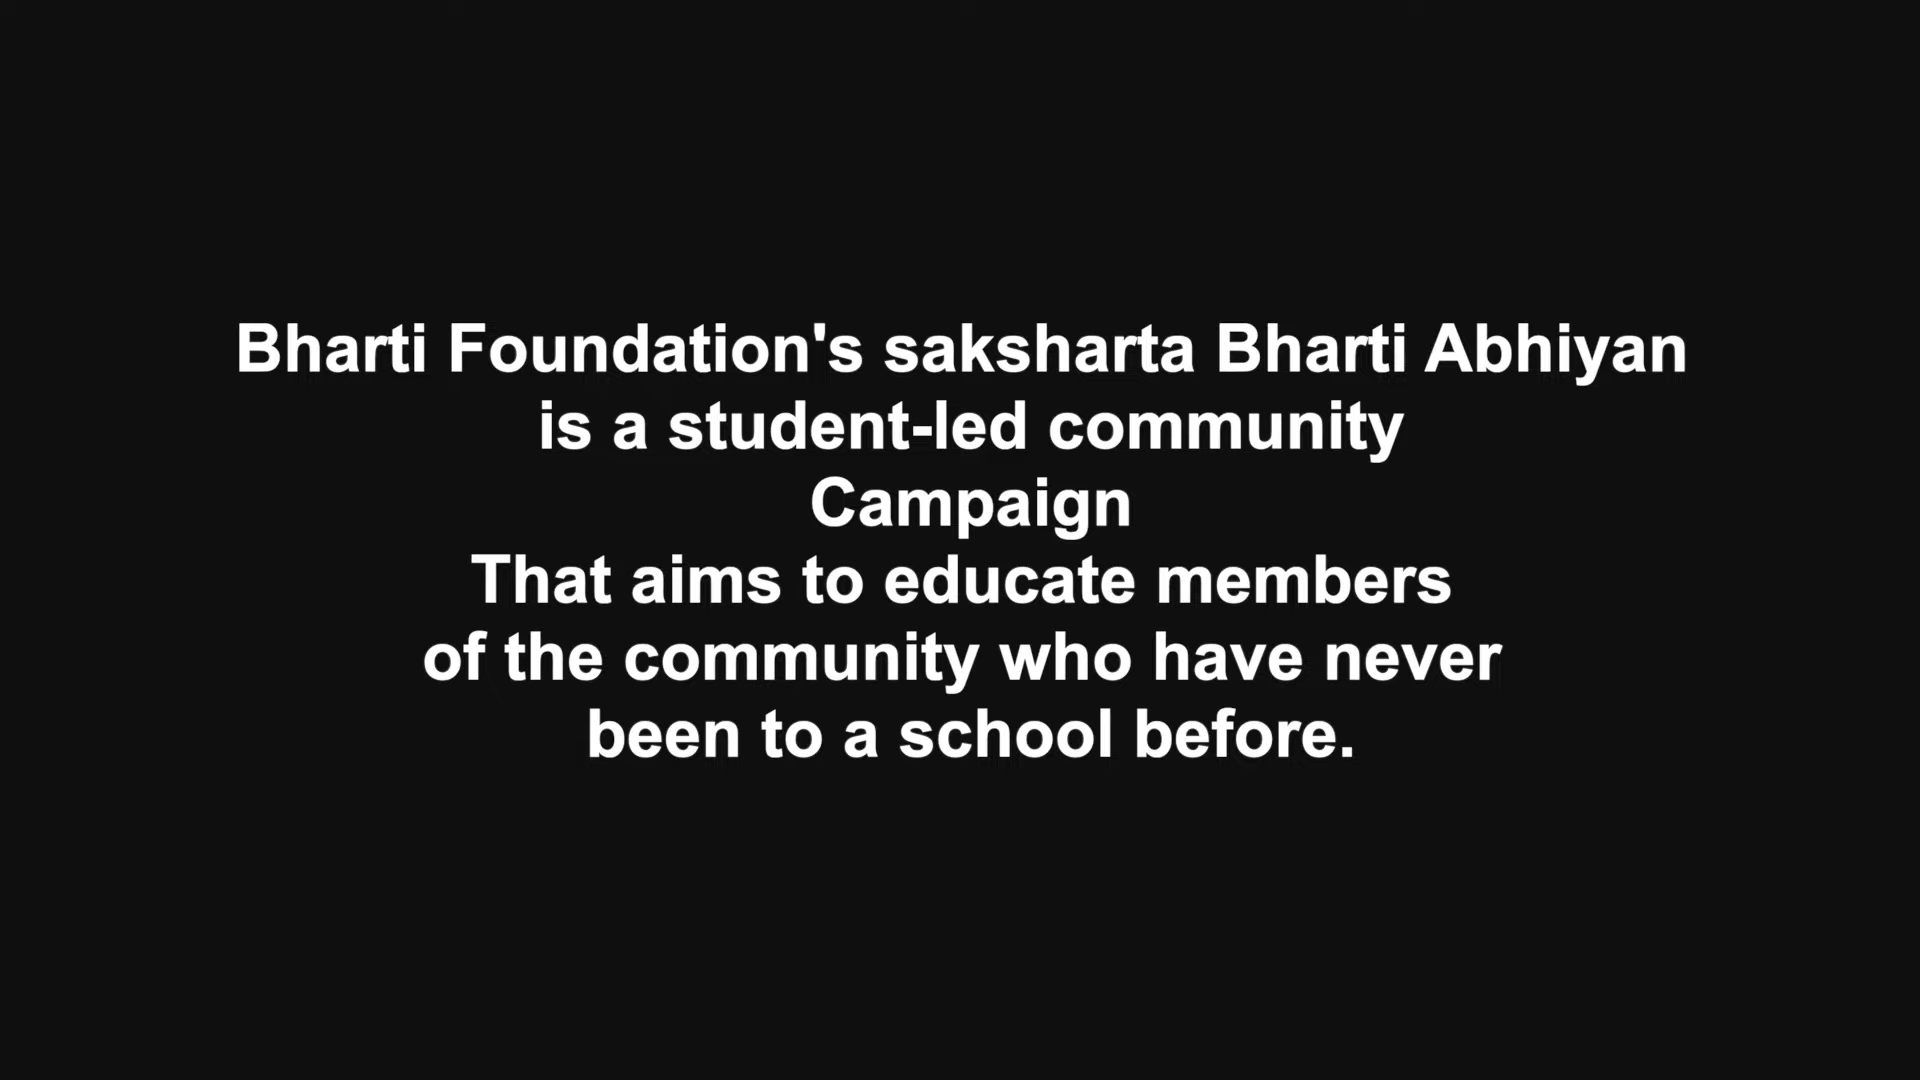 Bharti Foundation's saksharta Bharti Abhiyan
is a student-led community
Campaign
That aims to educate members
of the community who have never
been to a school before.